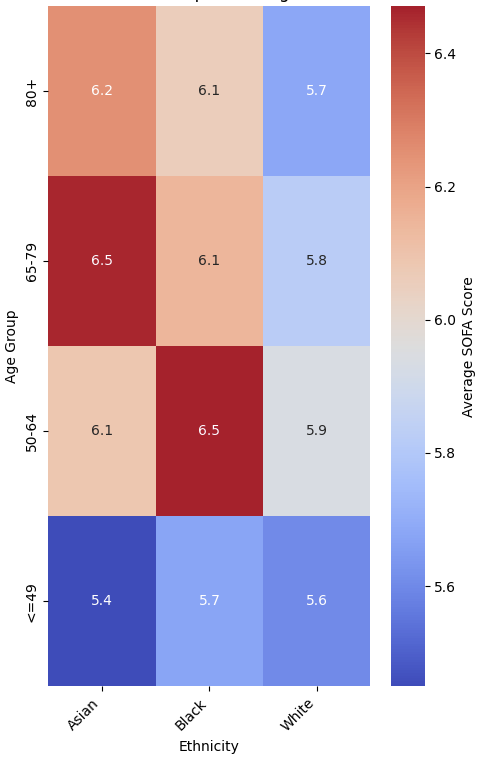 80+ 6.2 6.1 5.7
65-79 6.5 6.1 5.8
50-64 6.1 6.5 5.9
<=49 5.4 5.7 5.6
Age Group
Asian Black White
Ethnicity
6.4
6.2
6.0
5.8
5.6
Average SOFA Score